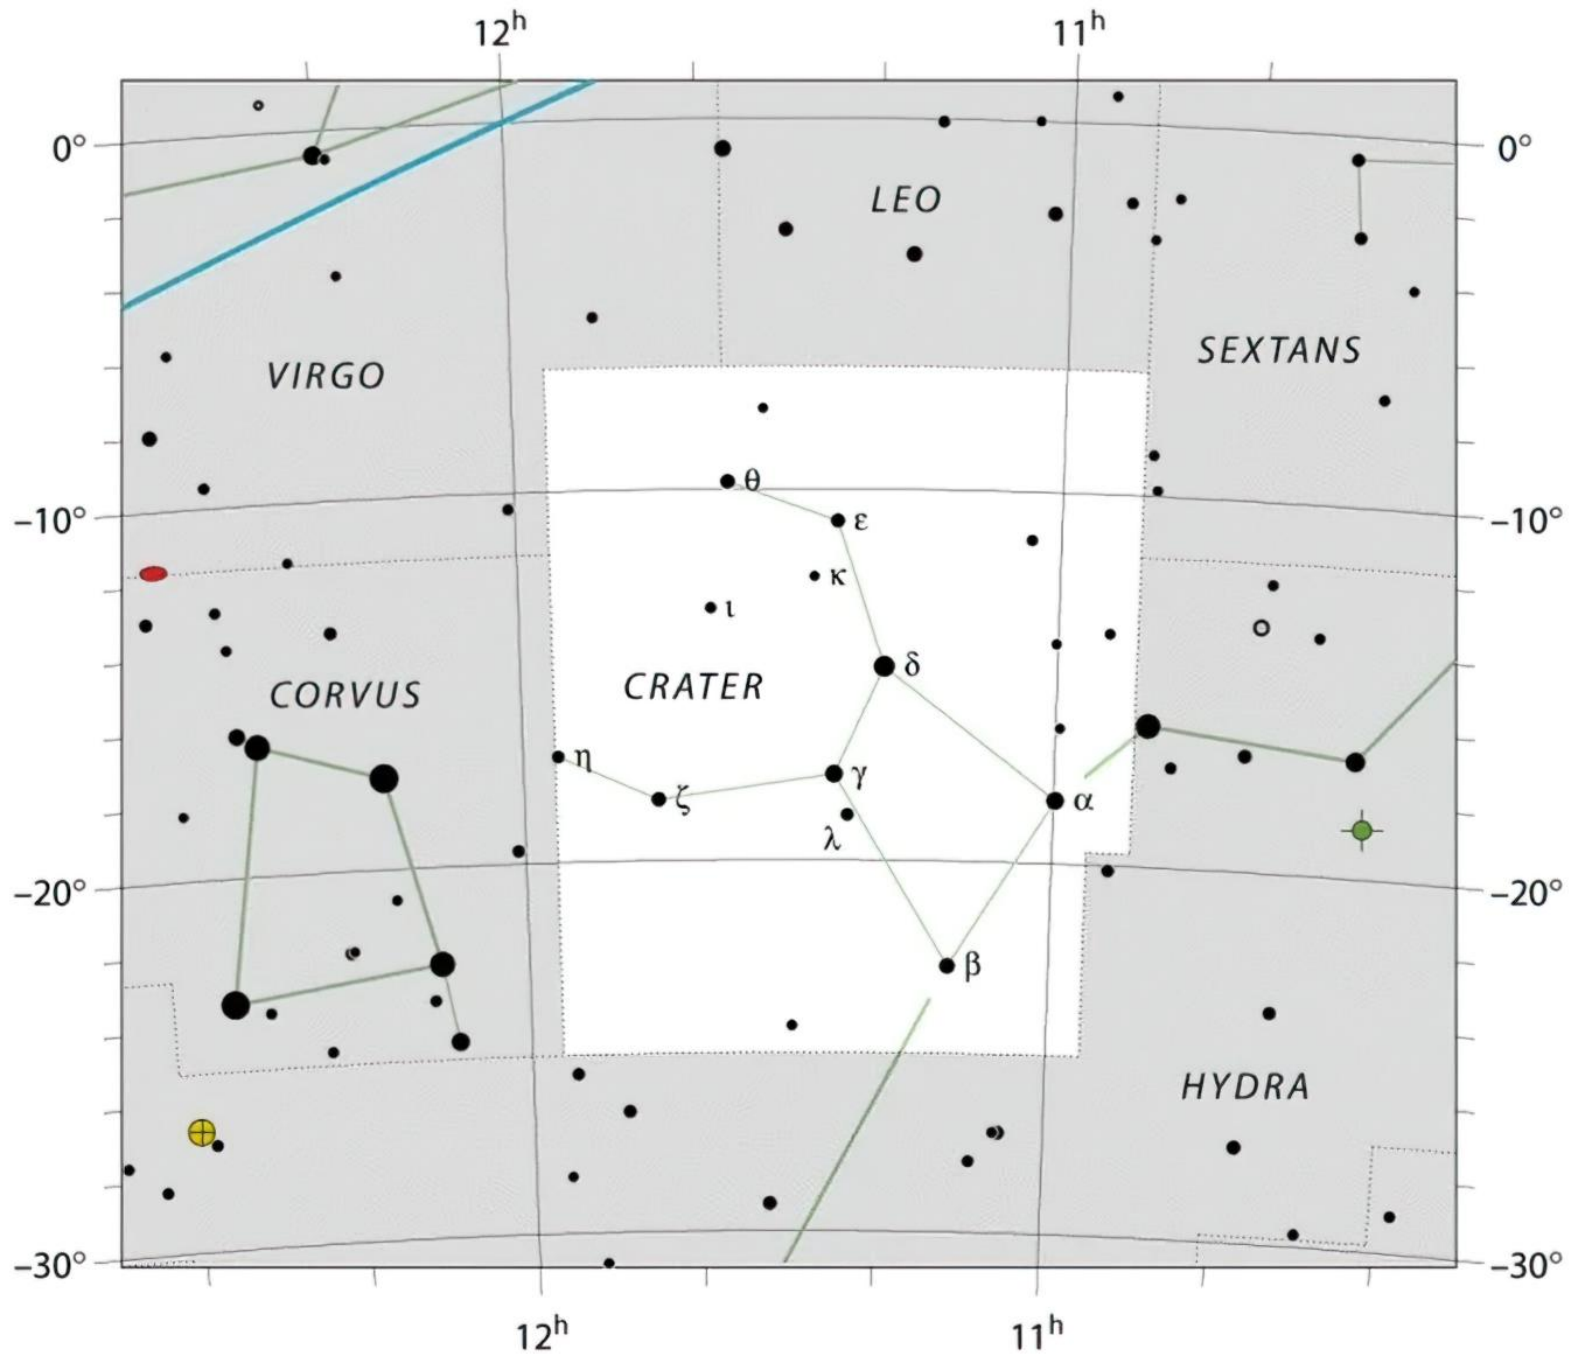 12h 11h
0° 0°
LEO
SEXTANS
VIRGO
θ
−10° ε −10°
κ
ι
δ
CRATER
CORVUS
η
γ
ζ α
λ
−20° −20°
β
HYDRA
−30° −30°
12h 11h